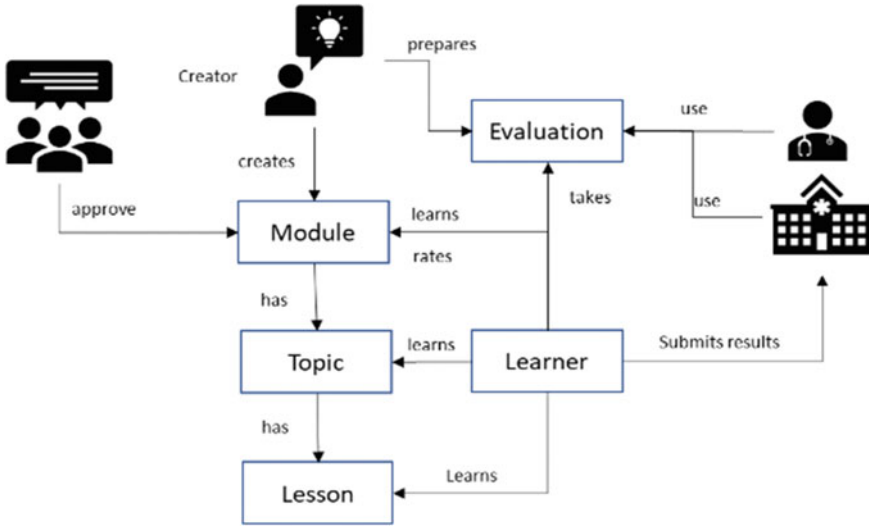 prepares
Creator
Evaluation
use
creates
takes
use
approve
learns
Module
rates
has
Submits results
learns
Topic
Learner
has
Learns
Lesson